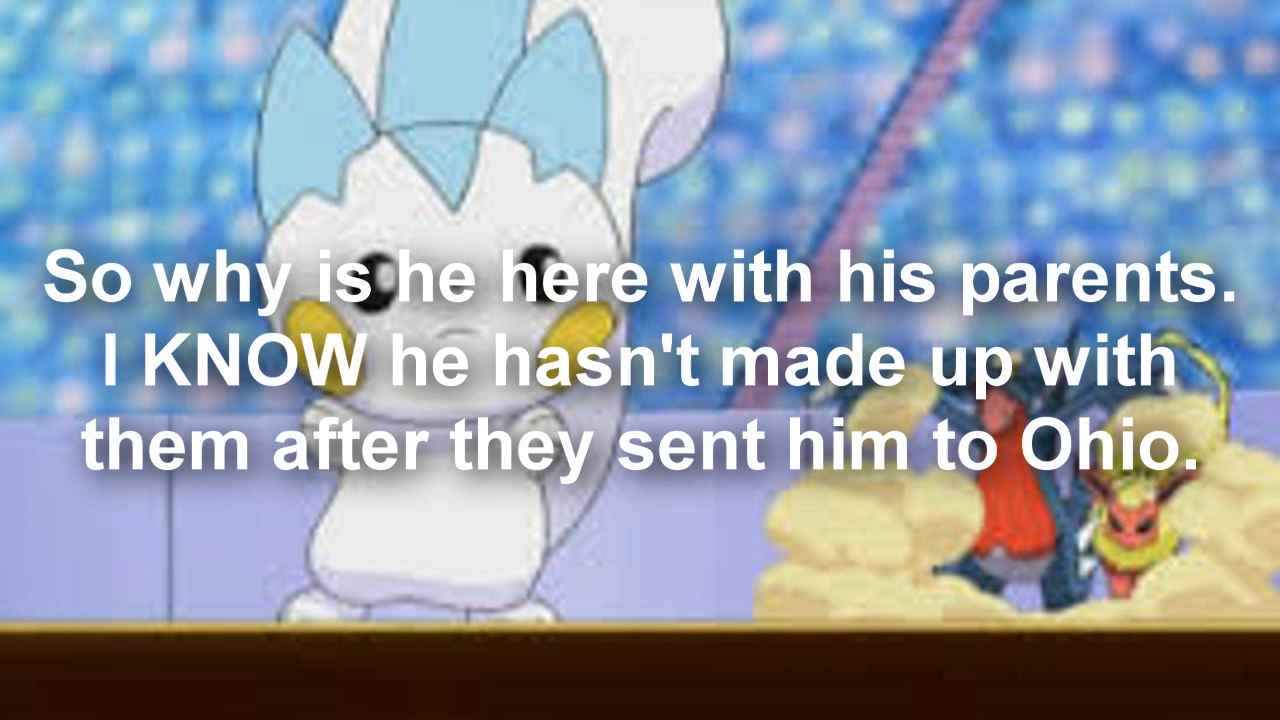 So why is he here with his parents.
I KNOW he hasn't made up with
them after they sent him to Ohio.